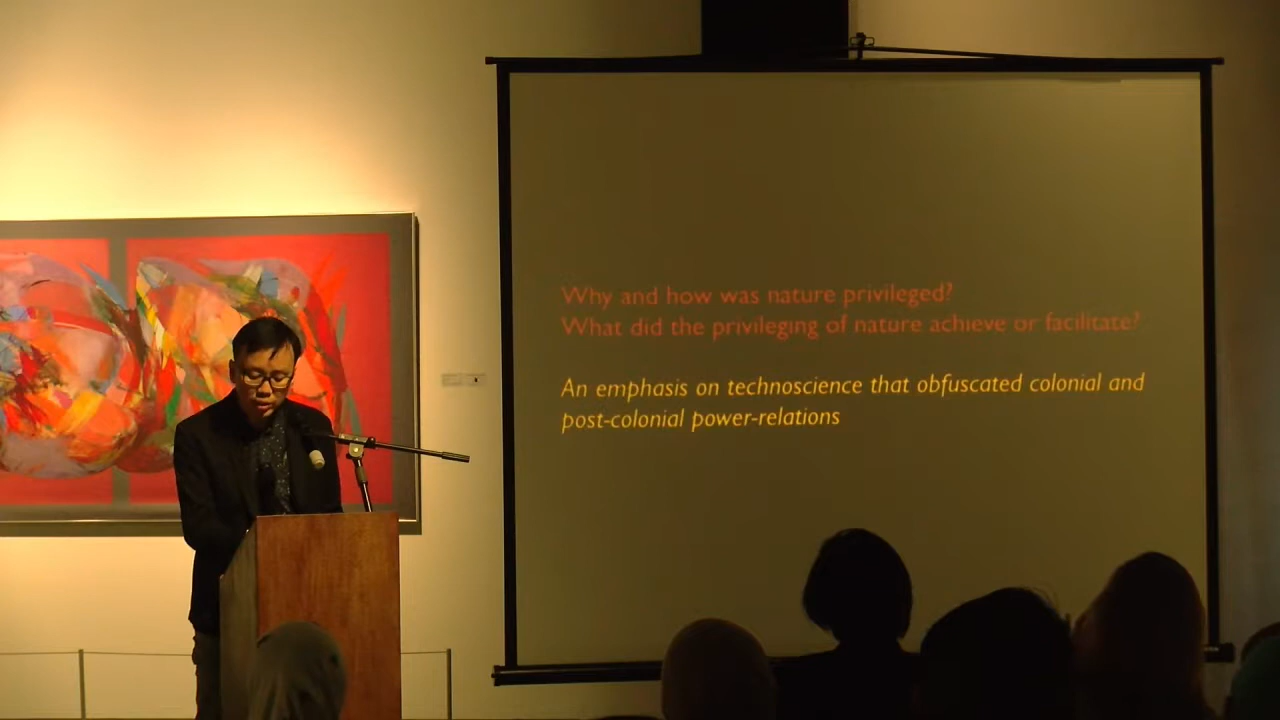 Why and how was nature privileged?
What did the privileging of nature achieve or facilitate?
An emphasis on technoscience that obfuscated colonial and
post-colonial power-relations